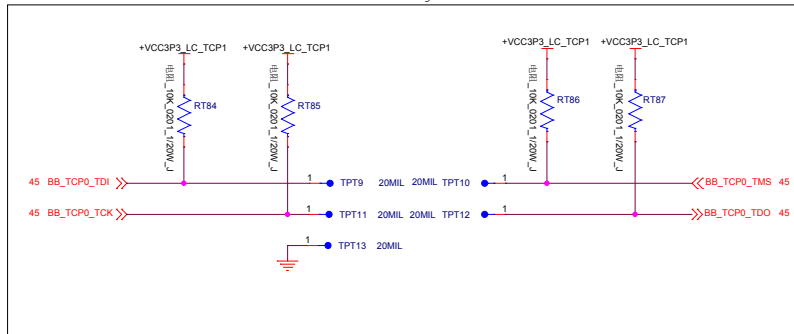 +VCC3P3_LC_TCP1
+VCC3P3_LC_TCP1
+VCC3P3_LC_TCP1
+VCC3P3_LC_TCP1
电阻_10K_0201_1/20W_J
RT84
电阻_10K_0201_1/20W_J
RT85
电阻_10K_0201_1/20W_J
RT86
电阻_10K_0201_1/20W_J
RT87
45 BB_TCP0_TDI
1
TPT9 20MIL
20MIL TPT10
1
BB_TCP0_TMS 45
45 BB_TCP0_TCK
1
TPT11 20MIL
20MIL TPT12
1
BB_TCP0_TDO 45
1
TPT13 20MIL